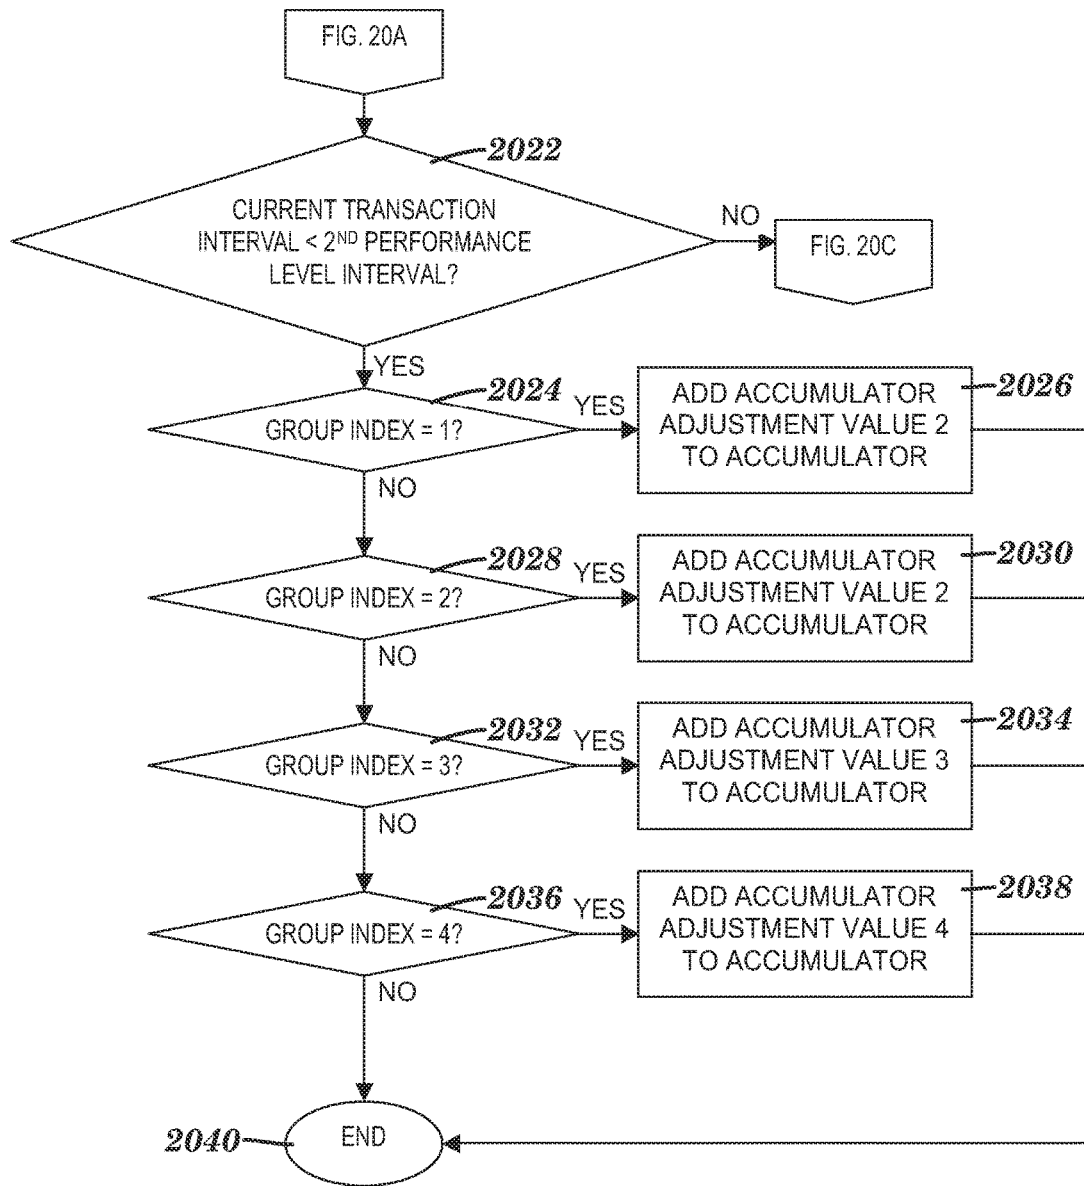 FIG. 20A
2022
CURRENT TRANSACTION
INTERVAL < 2ND PERFORMANCE
LEVEL INTERVAL?
NO
FIG. 20C
YES
2024
GROUP INDEX = 1?
YES
ADD ACCUMULATOR
ADJUSTMENT VALUE 2
TO ACCUMULATOR
2026
NO
2028
GROUP INDEX = 2?
YES
ADD ACCUMULATOR
ADJUSTMENT VALUE 2
TO ACCUMULATOR
2030
NO
2032
GROUP INDEX = 3?
YES
ADD ACCUMULATOR
ADJUSTMENT VALUE 3
TO ACCUMULATOR
2034
NO
2036
GROUP INDEX = 4?
YES
ADD ACCUMULATOR
ADJUSTMENT VALUE 4
TO ACCUMULATOR
2038
NO
2040
END